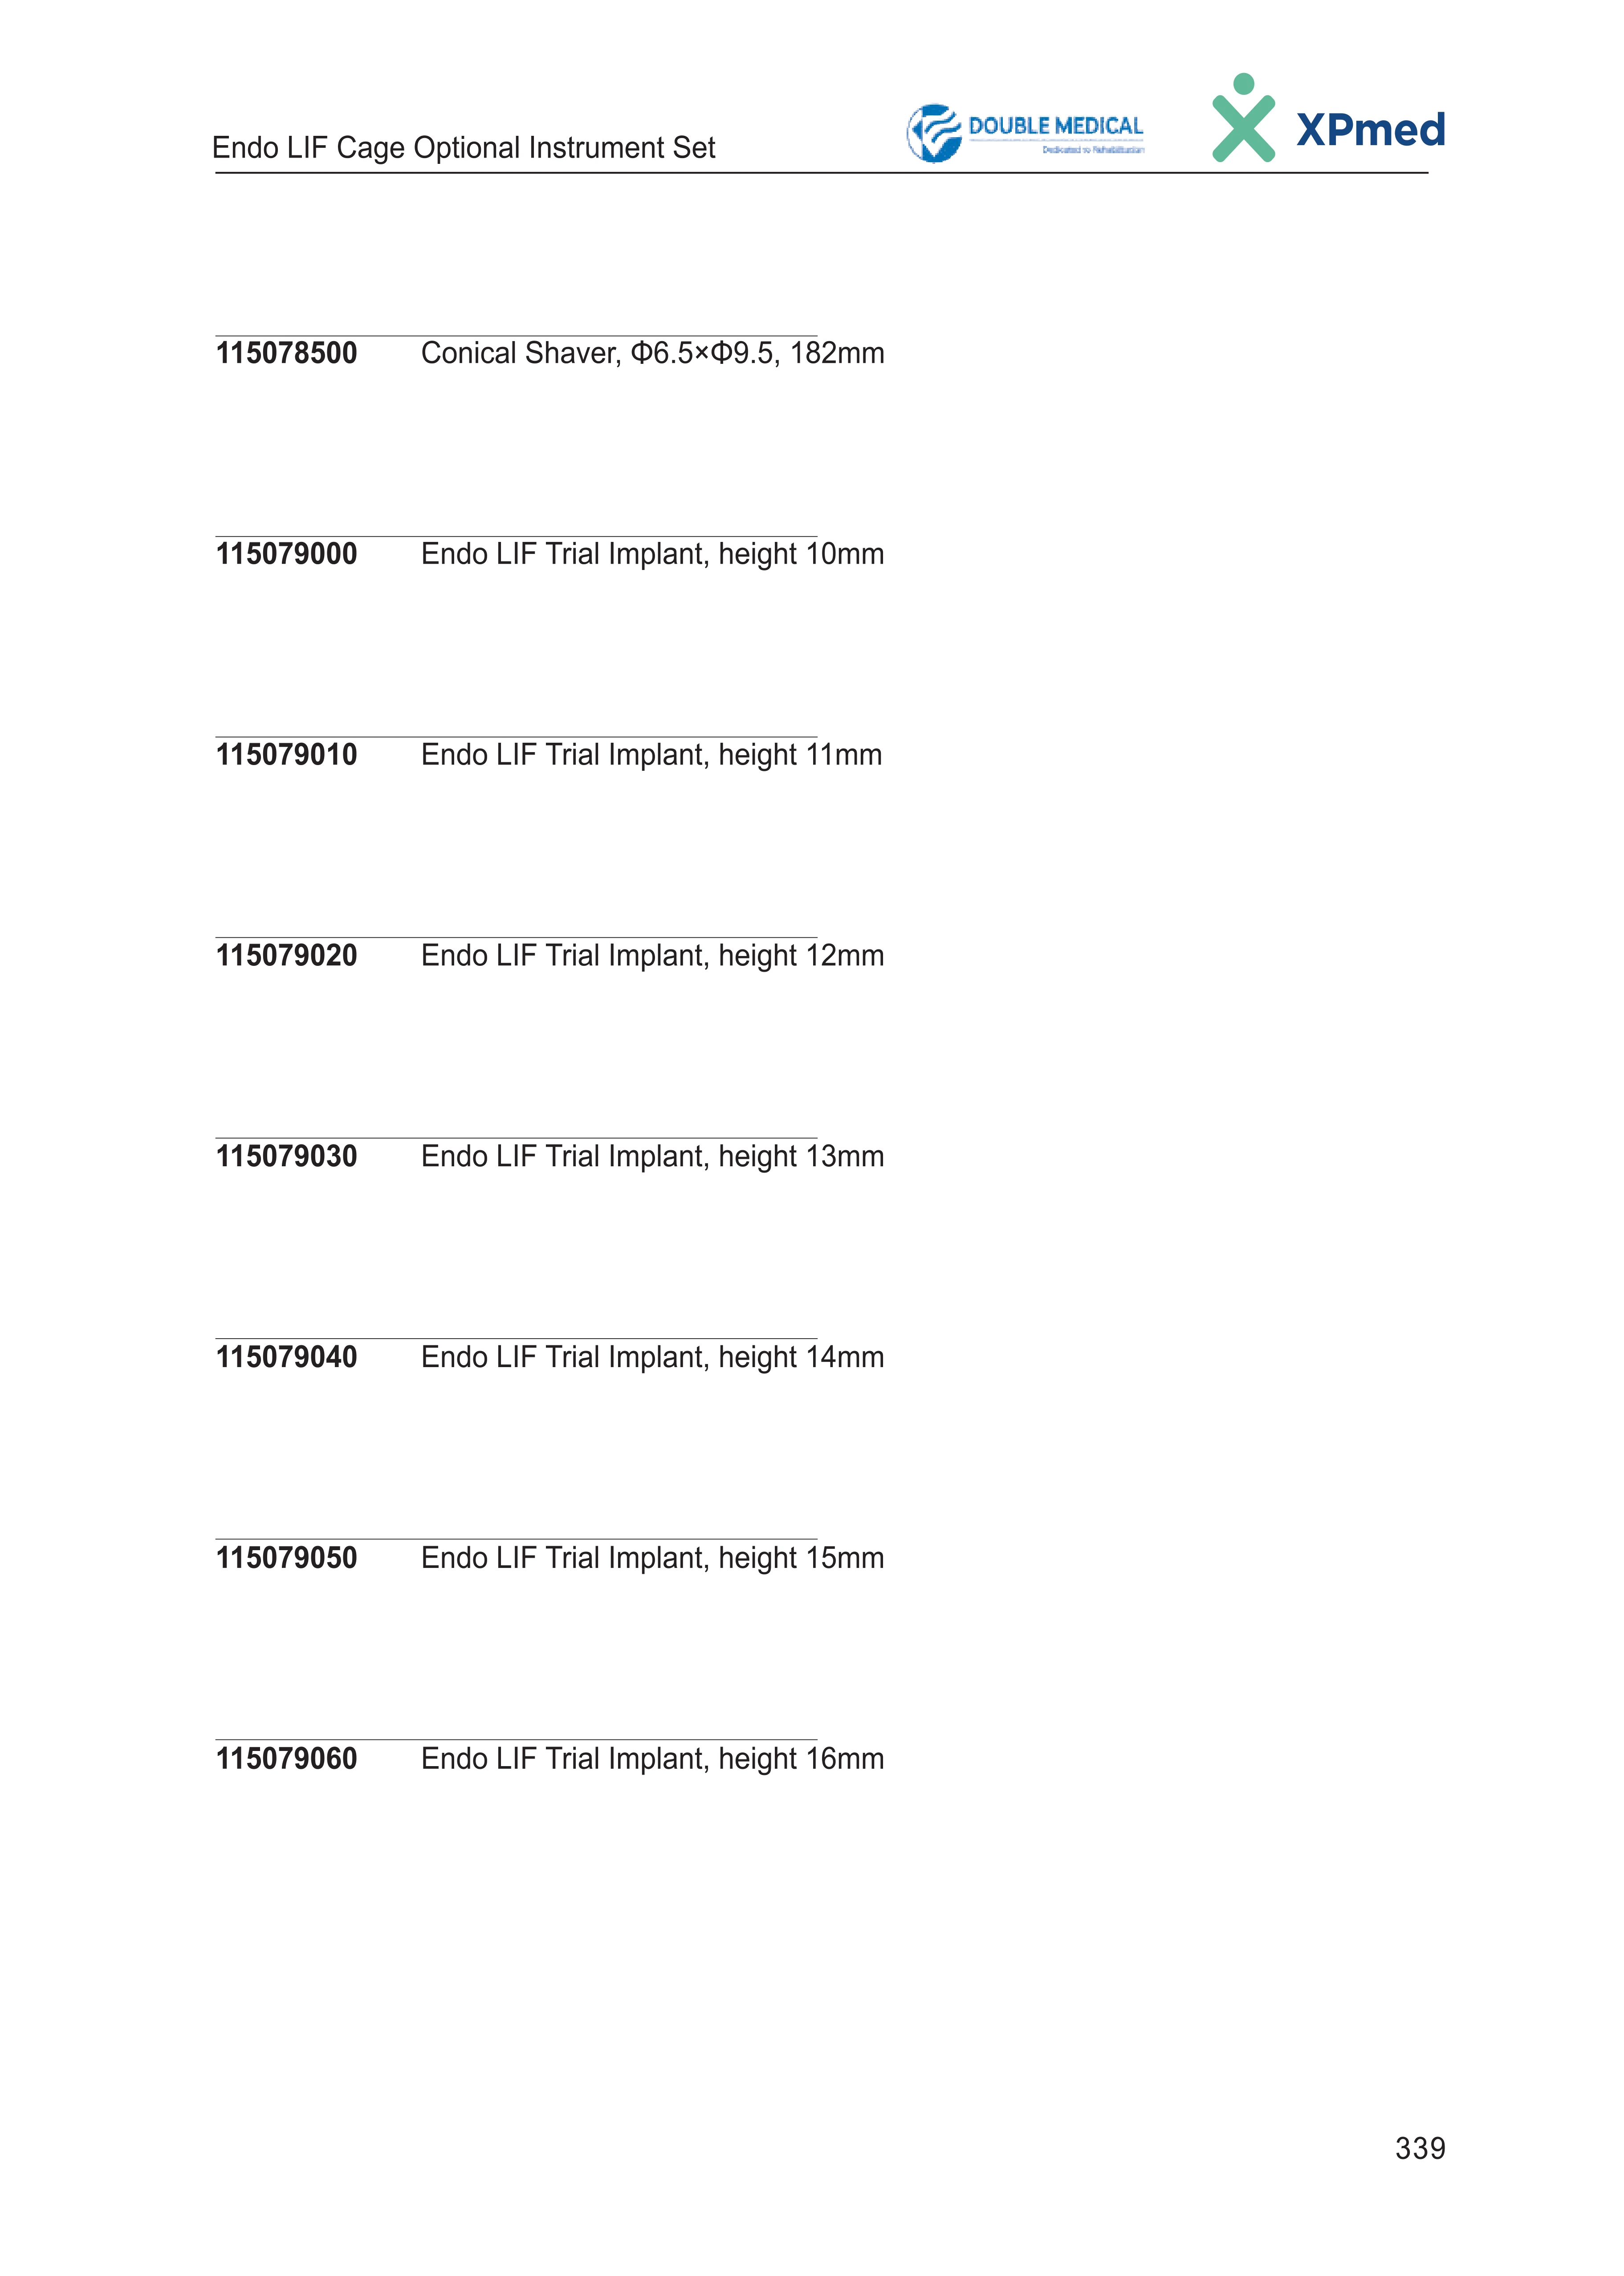 Endo LIF Cage Optional Instrument Set
DOUBLE MEDICAL
Dedicated to Rehabilitation
XPmed
115078500 Conical Shaver, Φ6.5×Φ9.5, 182mm
115079000 Endo LIF Trial Implant, height 10mm
115079010 Endo LIF Trial Implant, height 11mm
115079020 Endo LIF Trial Implant, height 12mm
115079030 Endo LIF Trial Implant, height 13mm
115079040 Endo LIF Trial Implant, height 14mm
115079050 Endo LIF Trial Implant, height 15mm
115079060 Endo LIF Trial Implant, height 16mm
339